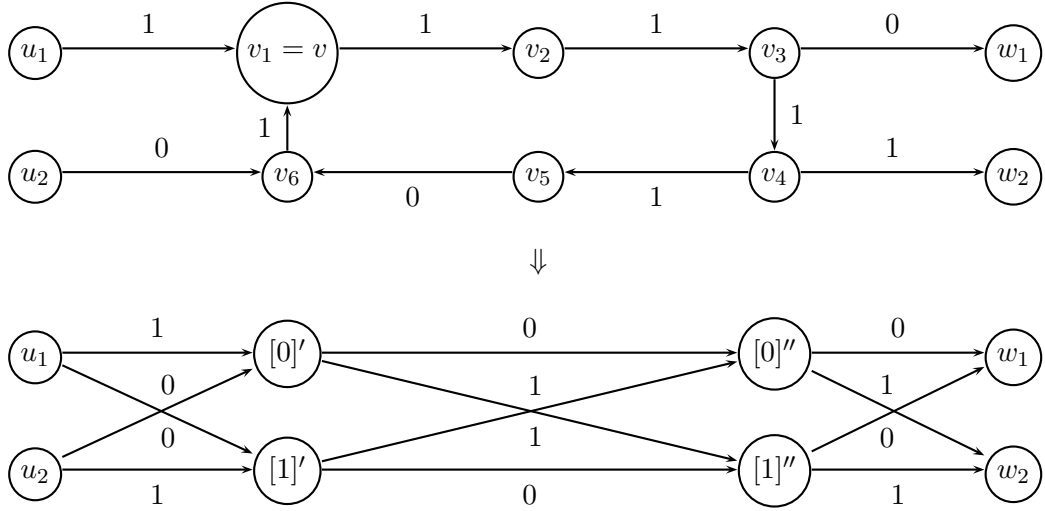 1 1 1 0
u₁ v₁ = v v₂ v₃ w₁
1 1
0 1
u₂ v₆ v₅ v₄ w₂
0 1
⇓
1 0 0
u₁ [0]′ [0]″ w₁
0 1 1
0 1 0
u₂ [1]′ [1]″ w₂
1 0 1